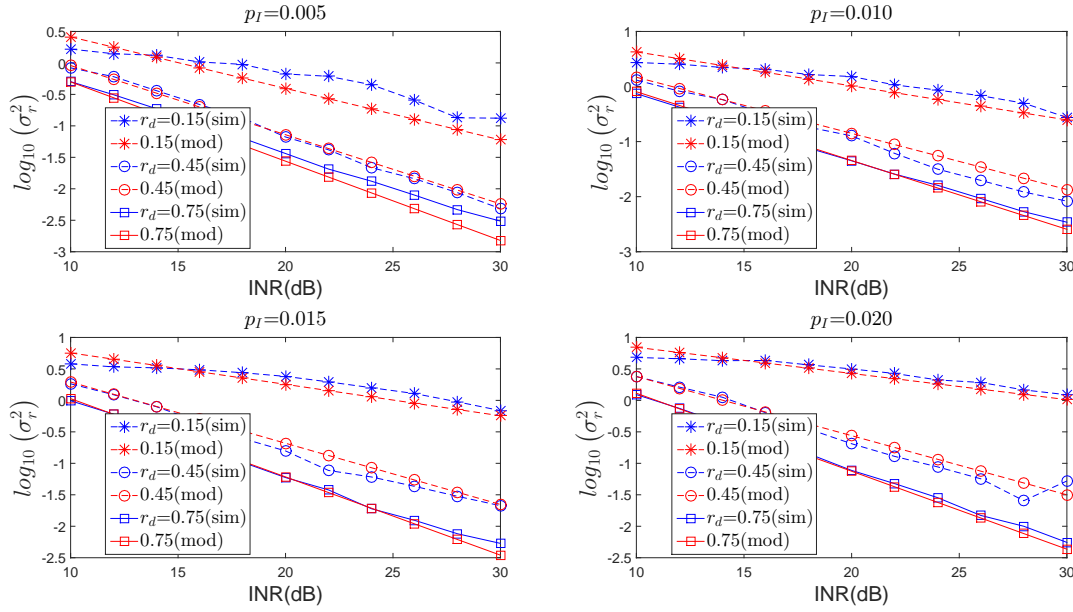 p_I=0.005
0.5
0
-0.5
-1
-1.5
-2
-2.5
-3
log_10 (σ_r^2)
r_d=0.15(sim)
0.15(mod)
r_d=0.45(sim)
0.45(mod)
r_d=0.75(sim)
0.75(mod)
10 15 20 25 30
INR(dB)
p_I=0.010
1
0
-1
-2
-3
log_10 (σ_r^2)
r_d=0.15(sim)
0.15(mod)
r_d=0.45(sim)
0.45(mod)
r_d=0.75(sim)
0.75(mod)
10 15 20 25 30
INR(dB)
p_I=0.015
1
0.5
0
-0.5
-1
-1.5
-2
-2.5
log_10 (σ_r^2)
r_d=0.15(sim)
0.15(mod)
r_d=0.45(sim)
0.45(mod)
r_d=0.75(sim)
0.75(mod)
10 15 20 25 30
INR(dB)
p_I=0.020
1
0.5
0
-0.5
-1
-1.5
-2
-2.5
log_10 (σ_r^2)
r_d=0.15(sim)
0.15(mod)
r_d=0.45(sim)
0.45(mod)
r_d=0.75(sim)
0.75(mod)
10 15 20 25 30
INR(dB)